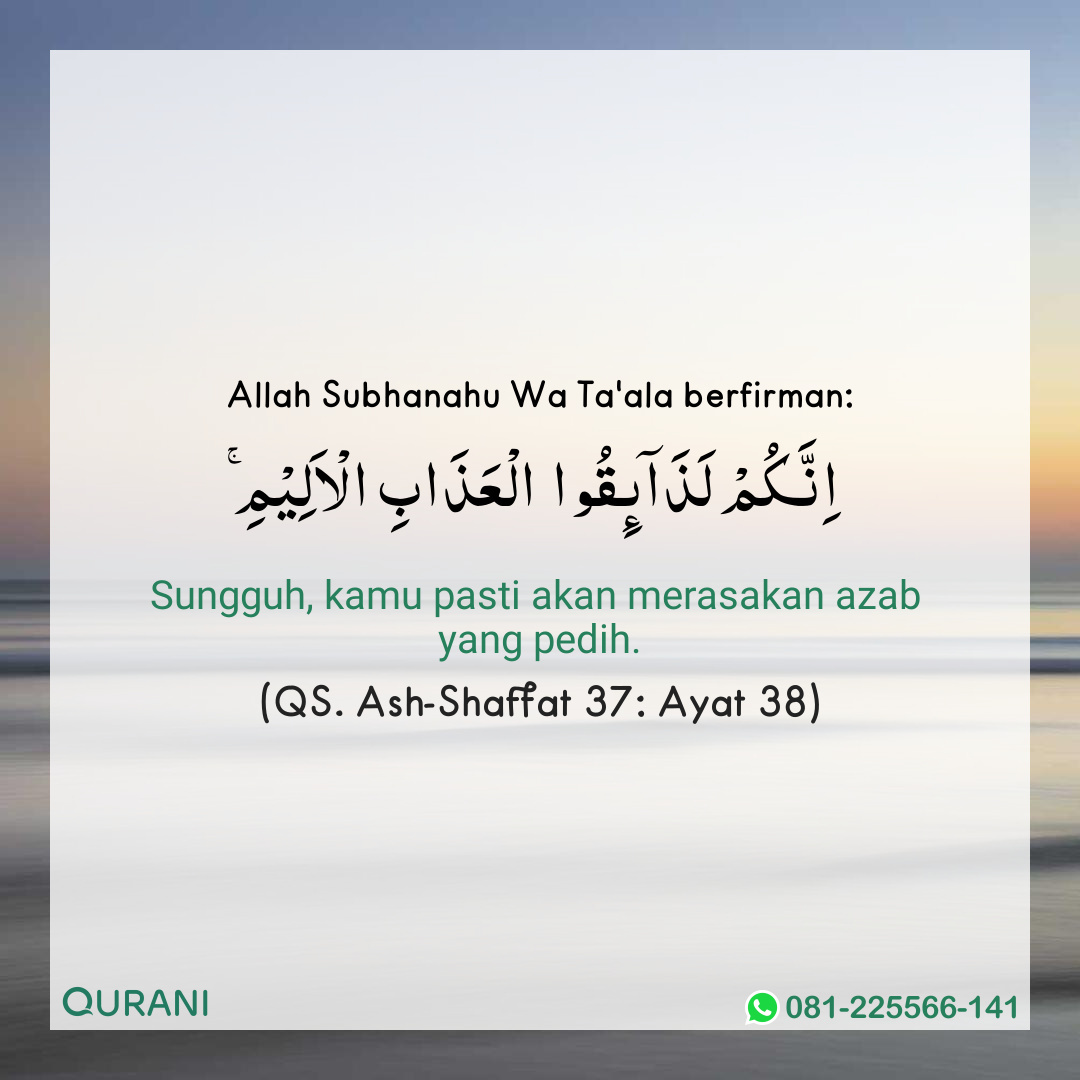 Allah Subhanahu Wa Ta'ala berfirman:
اِنَّكُمْ لَذَآىِٕقُوا الْعَذَابِ الْاَلِيْمِ ۚ
Sungguh, kamu pasti akan merasakan azab
yang pedih.
(QS. Ash-Shaffat 37: Ayat 38)
QURANI
081-225566-141